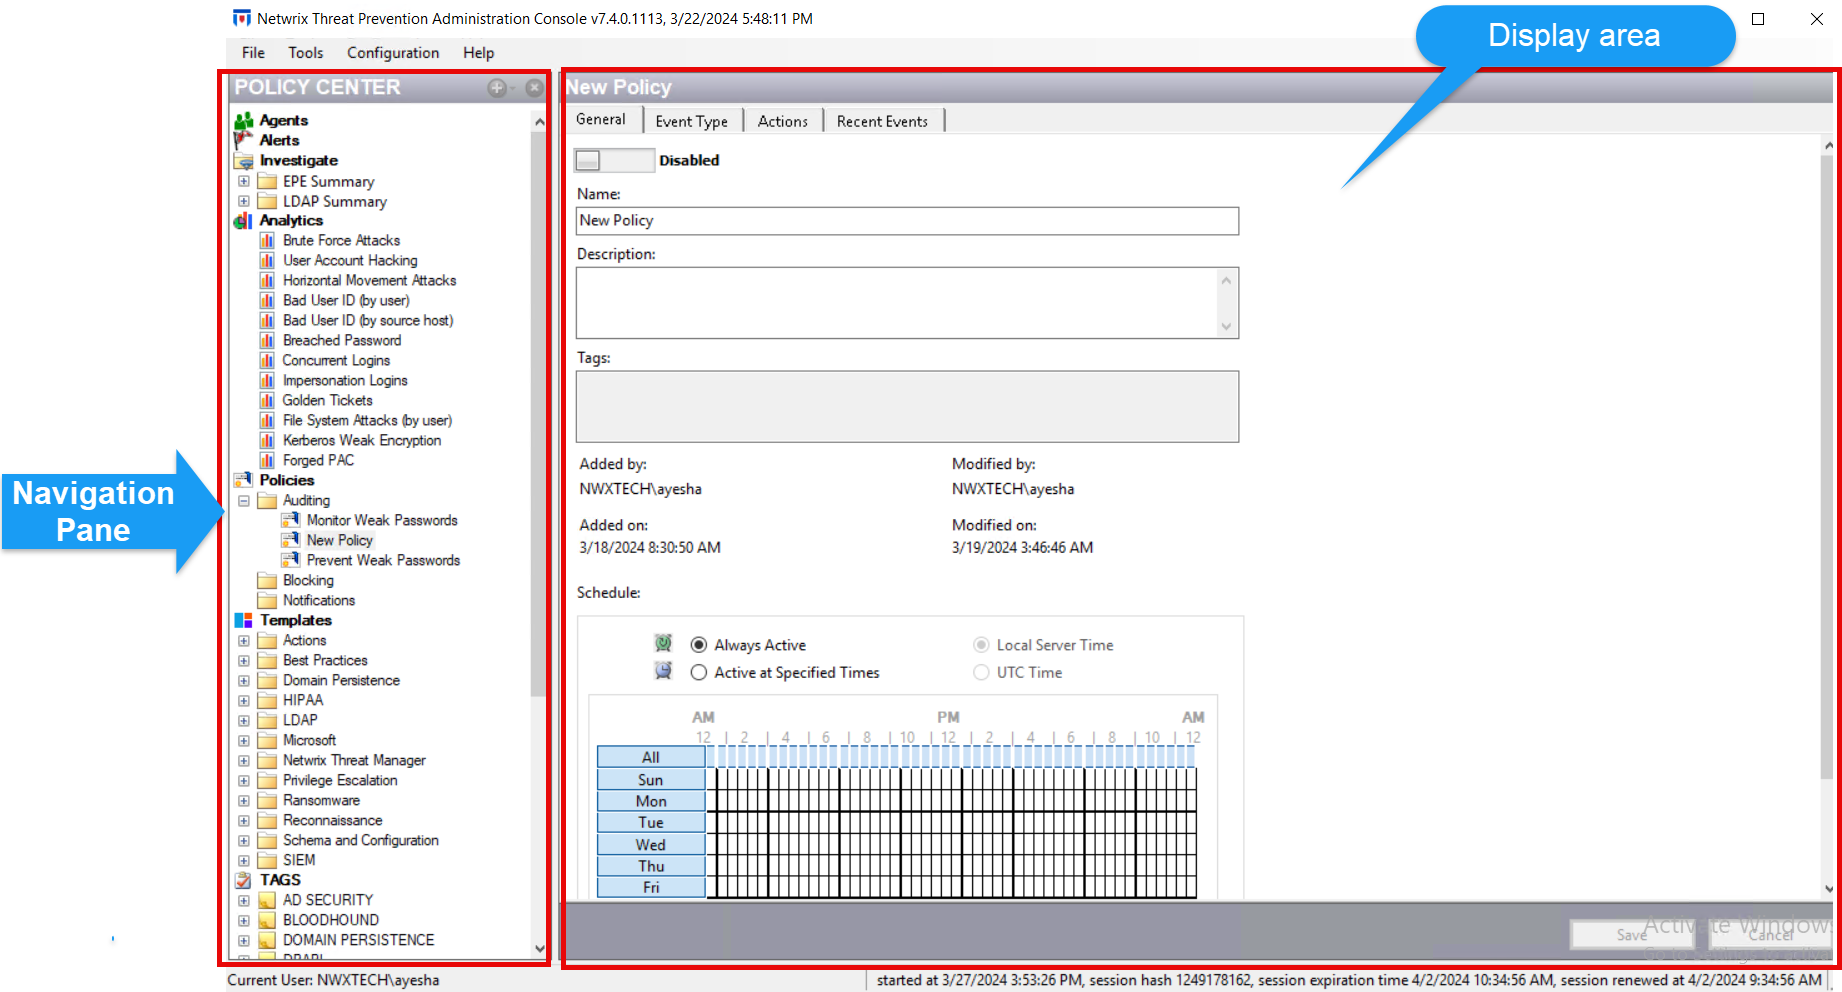 Netwrix Threat Prevention Administration Console v7.4.0.1113, 3/22/2024 5:48:11 PM
File Tools Configuration Help
Display area
Navigation
Pane
POLICY CENTER
Agents
Alerts
Investigate
EPE Summary
LDAP Summary
Analytics
Brute Force Attacks
User Account Hacking
Horizontal Movement Attacks
Bad User ID (by user)
Bad User ID (by source host)
Breached Password
Concurrent Logins
Impersonation Logins
Golden Tickets
File System Attacks (by user)
Kerberos Weak Encryption
Forged PAC
Policies
Auditing
Monitor Weak Passwords
New Policy
Prevent Weak Passwords
Blocking
Notifications
Templates
Actions
Best Practices
Domain Persistence
HIPAA
LDAP
Microsoft
Netwrix Threat Manager
Privilege Escalation
Ransomware
Reconnaissance
Schema and Configuration
SIEM
TAGS
AD SECURITY
BLOODHOUND
DOMAIN PERSISTENCE
New Policy
General Event Type Actions Recent Events
Disabled
Name:
New Policy
Description:
Tags:
Added by: Modified by:
NWXTECH\ayesha NWXTECH\ayesha
Added on: Modified on:
3/18/2024 8:30:50 AM 3/19/2024 3:46:46 AM
Schedule:
Always Active Local Server Time
Active at Specified Times UTC Time
AM PM AM
12 | 2 | 4 | 6 | 8 | 10 | 12 | 2 | 4 | 6 | 8 | 10 | 12
All
Sun
Mon
Tue
Wed
Thu
Fri
Activate Windows
Save Cancel
Current User: NWXTECH\ayesha
started at 3/27/2024 3:53:26 PM, session hash 1249178162, session expiration time 4/2/2024 10:34:56 AM, session renewed at 4/2/2024 9:34:56 AM